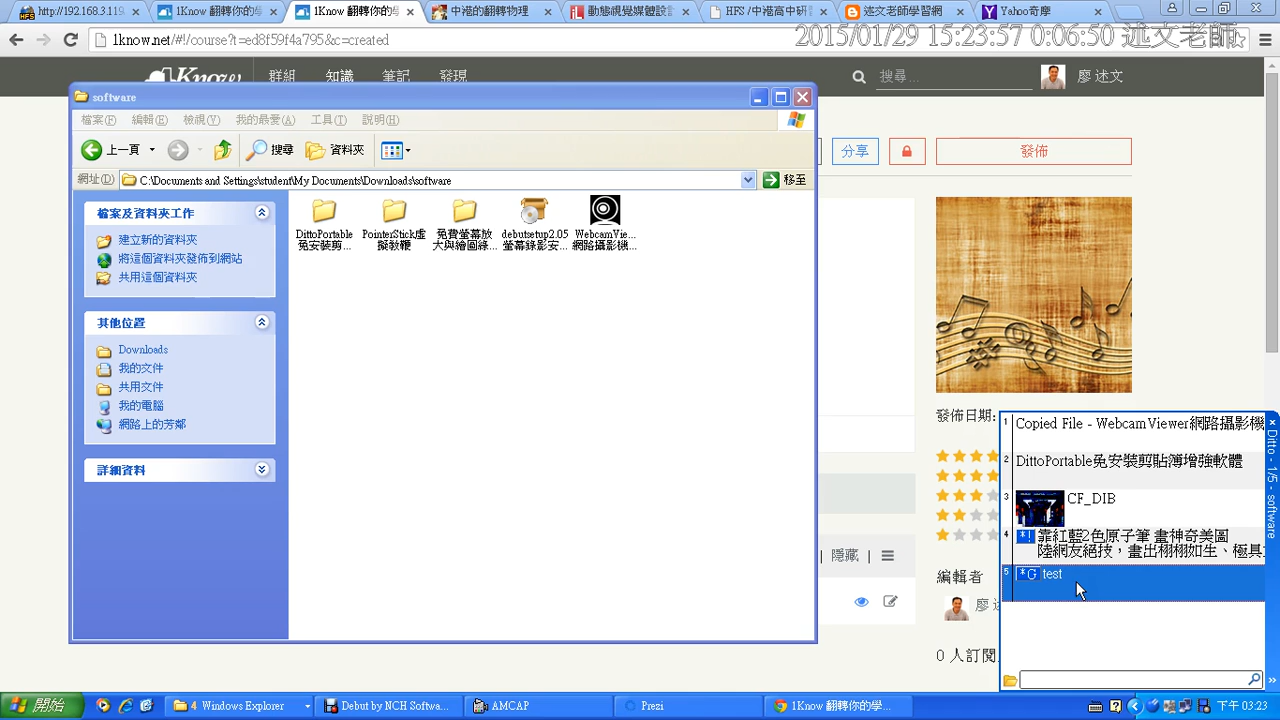 http://192.168.3.119
1Know 翻轉你的學
1Know 翻轉你的學
中港的翻轉物理
動態視覺媒體設計
HFS /中港高中研
述文老師學習網
Yahoo奇摩
1know.net/#!/course?t=ed8f59f4a795&c=created
2015/01/29 15:23:57 0:06:50 述文老師
1Know
群組
知識
筆記
發現
搜尋...
廖 述文
software
檔案(F)
編輯(E)
檢視(V)
我的最愛(A)
工具(T)
說明(H)
上一頁
搜尋
資料夾
分享
發佈
網址(D)
C:\Documents and Settings\student\My Documents\Downloads\software
移至
檔案及資料夾工作
建立新的資料夾
將這個資料夾發佈到網站
共用這個資料夾
DittoPortable
免安裝剪...
PointerStick虛
擬教鞭
免費螢幕放
大與繪圖線...
debutsetup2.05
螢幕錄影安...
WebcamVie...
網路攝影機...
其他位置
Downloads
我的文件
共用文件
我的電腦
網路上的芳鄰
詳細資料
發佈日期:
隱藏
編輯者
廖
0 人訂閱
1 Copied File - WebcamViewer網路攝影機
2 DittoPortable免安裝剪貼簿增強軟體
3 CF_DIB
4 *! 靠紅藍2色原子筆 畫神奇美圖
陸網友絕技，畫出栩栩如生、極具
5 *G test
Ditto - 1/5 - software
開始
4 Windows Explorer
Debut by NCH Softwa...
AMCAP
Prezi
1Know 翻轉你的學...
下午 03:23